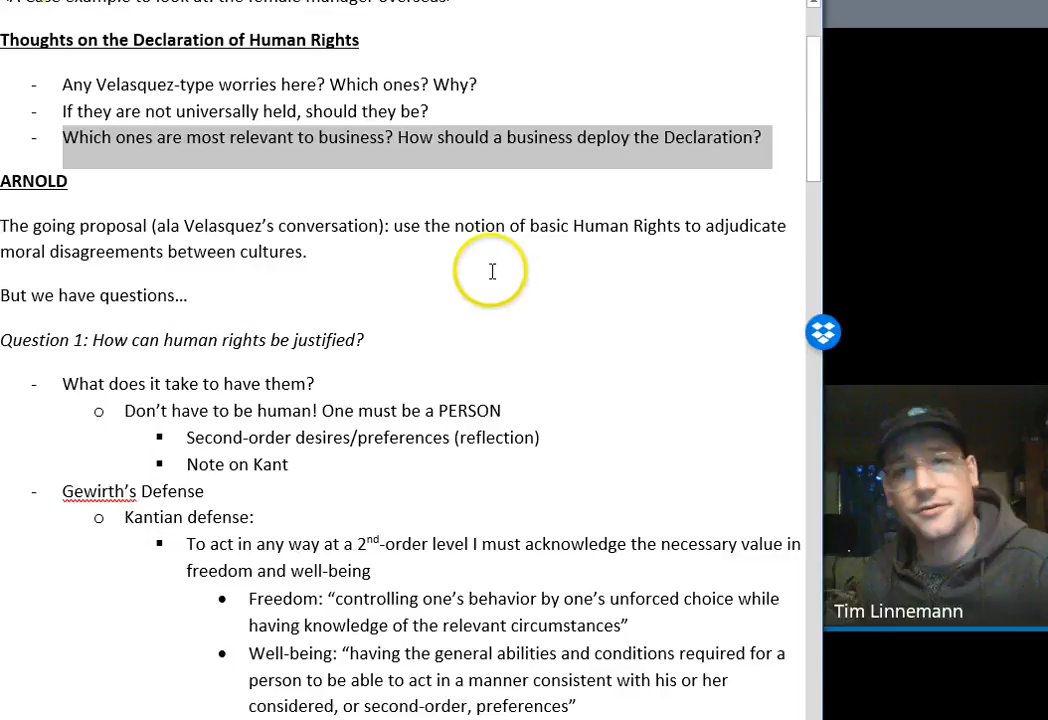 Thoughts on the Declaration of Human Rights
- Any Velasquez-type worries here? Which ones? Why?
- If they are not universally held, should they be?
- Which ones are most relevant to business? How should a business deploy the Declaration?
ARNOLD
The going proposal (ala Velasquez's conversation): use the notion of basic Human Rights to adjudicate
moral disagreements between cultures.
But we have questions…
Question 1: How can human rights be justified?
- What does it take to have them?
o Don't have to be human! One must be a PERSON
▪ Second-order desires/preferences (reflection)
▪ Note on Kant
- Gewirth's Defense
o Kantian defense:
▪ To act in any way at a 2nd-order level I must acknowledge the necessary value in
freedom and well-being
• Freedom: "controlling one's behavior by one's unforced choice while
having knowledge of the relevant circumstances"
• Well-being: "having the general abilities and conditions required for a
person to be able to act in a manner consistent with his or her
considered, or second-order, preferences"
Tim Linnemann